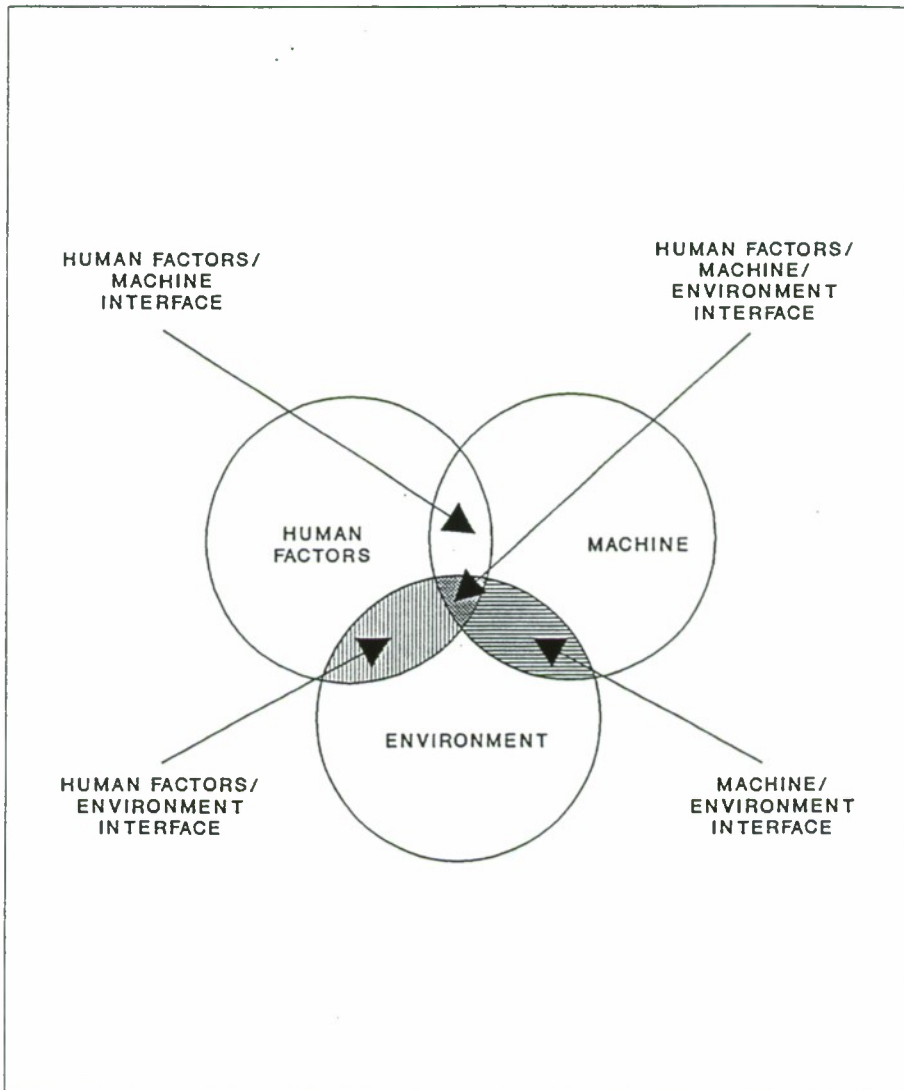 HUMAN FACTORS/
MACHINE
INTERFACE
HUMAN FACTORS/
MACHINE/
ENVIRONMENT
INTERFACE
HUMAN
FACTORS
MACHINE
ENVIRONMENT
HUMAN FACTORS/
ENVIRONMENT
INTERFACE
MACHINE/
ENVIRONMENT
INTERFACE